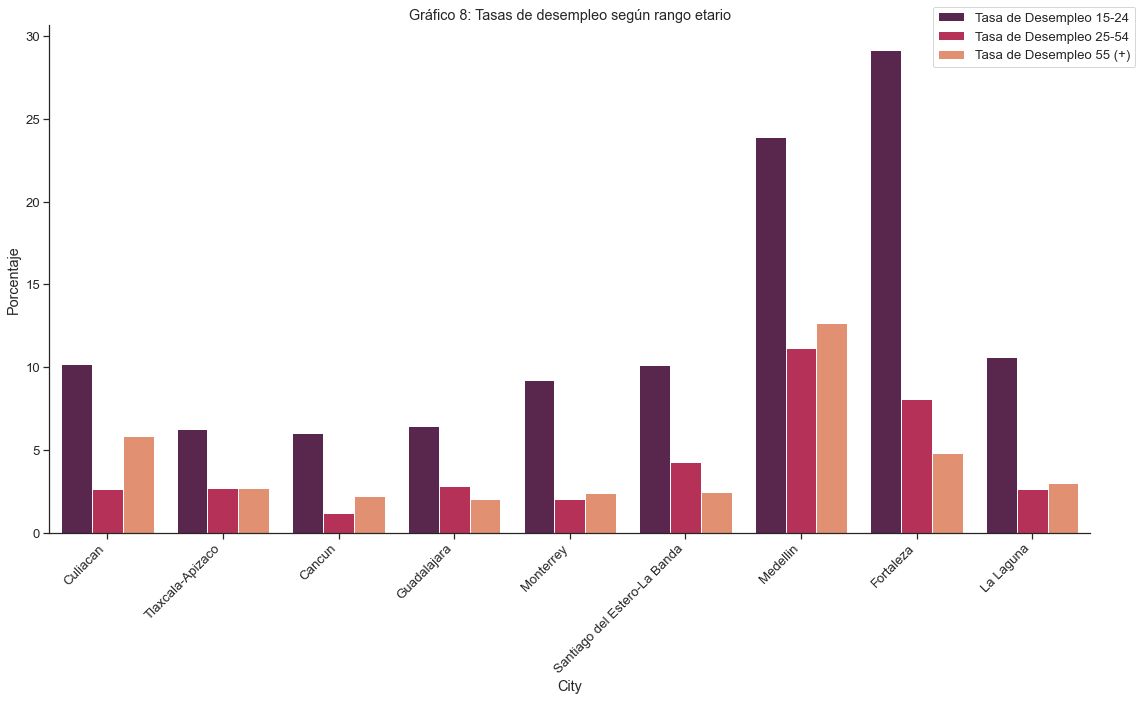 Gráfico 8: Tasas de desempleo según rango etario
Tasa de Desempleo 15-24
Tasa de Desempleo 25-54
Tasa de Desempleo 55 (+)
Porcentaje
30
25
20
15
10
5
0
Culiacan
Tlaxcala-Apizaco
Cancun
Guadalajara
Monterrey
Santiago del Estero-La Banda
Medellin
Fortaleza
La Laguna
City